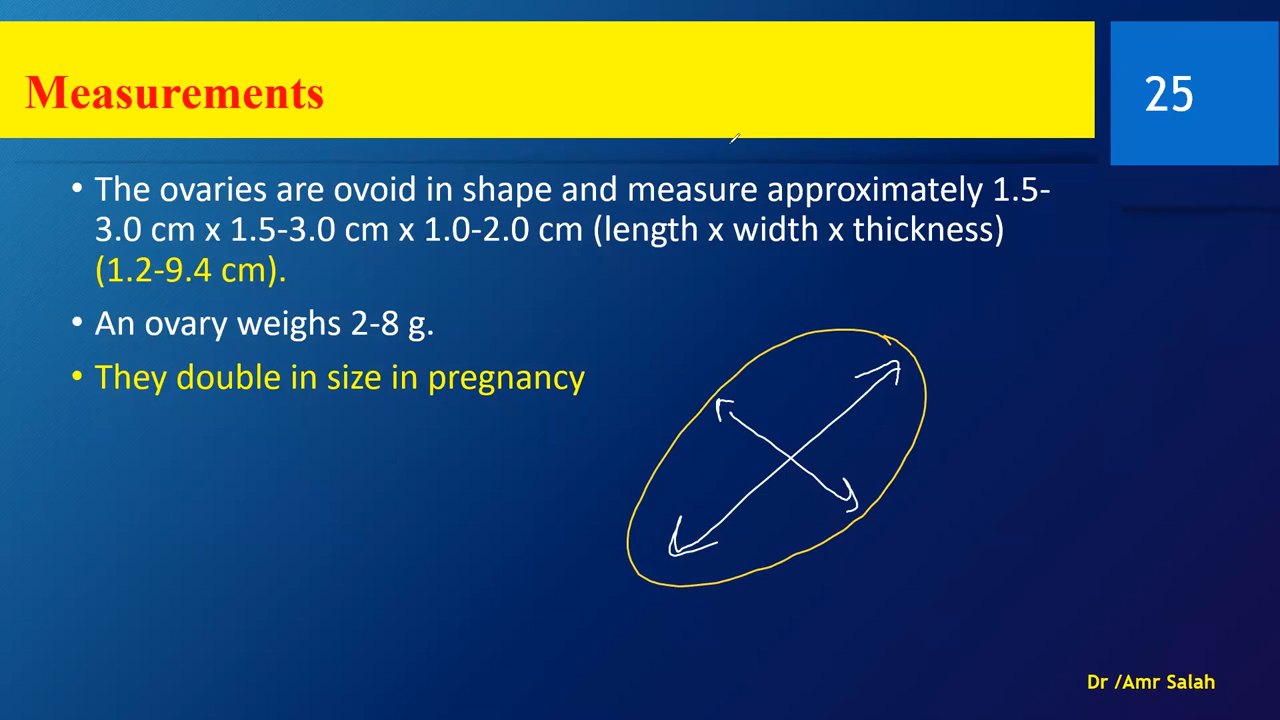 Measurements
25
• The ovaries are ovoid in shape and measure approximately 1.5-
3.0 cm x 1.5-3.0 cm x 1.0-2.0 cm (length x width x thickness)
(1.2-9.4 cm).
• An ovary weighs 2-8 g.
• They double in size in pregnancy
Dr /Amr Salah